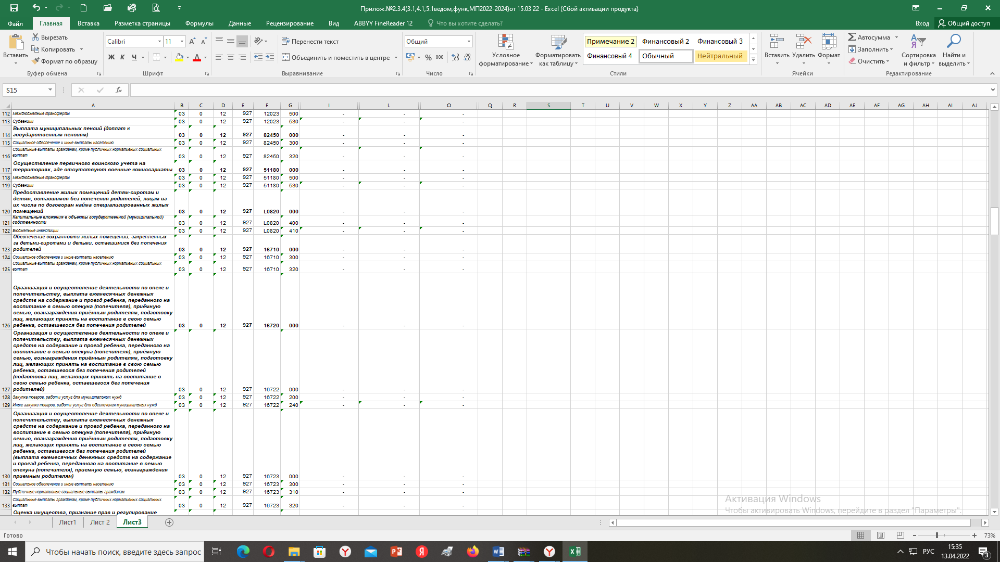 Прилож.№2.3.4(3.1,4.1,5.1ведом,функ,МП2022-2024)от 15.03 22 - Excel (Сбой активации продукта)
Файл Главная Вставка Разметка страницы Формулы Данные Рецензирование Вид ABBYY FineReader 12 Что вы хотите сделать? Вход Общий доступ
Вставить
Вырезать
Копировать
Формат по образцу
Буфер обмена
Calibri 11
Ж К Ч
Шрифт
Перенести текст
Объединить и поместить в центре
Выравнивание
Общий
% 000
Число
Условное форматирование
Форматировать как таблицу
Примечание 2 Финансовый 2 Финансовый 3
Финансовый 4 Обычный Нейтральный
Стили
Вставить Удалить Формат
Ячейки
Автосумма
Заполнить
Очистить
Сортировка и фильтр
Найти и выделить
Редактирование
S15 fx
A B C D E F G I L O Q R S T U V W X Y Z AA AB AC AD AE AF AG AH AI AJ
112 Межбюджетные трансферты 03 0 12 927 12023 500 - - -
113 Субвенции 03 0 12 927 12023 530 - - -
Выплата муниципальных пенсий (доплат к
114 государственным пенсиям) 03 0 12 927 82450 000 - - -
115 Социальное обеспечение и иные выплаты населению 03 0 12 927 82450 300 - - -
Социальные выплаты гражданам, кроме публичных нормативных социальных
116 выплат 03 0 12 927 82450 320 - - -
Осуществление первичного воинского учета на
117 территориях, где отсутствуют военные комиссариаты 03 0 12 927 51180 000 - - -
118 Межбюджетные трансферты 03 0 12 927 51180 500 - - -
119 Субвенции 03 0 12 927 51180 530 - - -
Предоставление жилых помещений детям-сиротам и
детям, оставшимся без попечения родителей, лицам из
их числа по договорам найма специализированных жилых
120 помещений 03 0 12 927 L0820 000 - - -
Капитальные вложения в объекты государственной (муниципальной)
121 собственности 03 0 12 927 L0820 400 - - -
122 Бюджетные инвестиции 03 0 12 927 L0820 410 - - -
Обеспечение сохранности жилых помещений, закрепленных
за детьми-сиротами и детьми, оставшимися без попечения
123 родителей 03 0 12 927 16710 000 - - -
124 Социальное обеспечение и иные выплаты населению 03 0 12 927 16710 300 - - -
Социальные выплаты гражданам, кроме публичных нормативных социальных
125 выплат 03 0 12 927 16710 320 - - -
Организация и осуществление деятельности по опеке и
попечительству, выплата ежемесячных денежных
средств на содержание и проезд ребенка, переданного на
воспитание в семью опекуна (попечителя), приёмную
семью, вознаграждения приёмным родителям, подготовку
лиц, желающих принять на воспитание в свою семью
126 ребенка, оставшегося без попечения родителей 03 0 12 927 16720 000 - - -
Организация и осуществление деятельности по опеке и
попечительству, выплата ежемесячных денежных
средств на содержание и проезд ребенка, переданного на
воспитание в семью опекуна (попечителя), приёмную
семью, вознаграждения приёмным родителям, подготовку
лиц, желающих принять на воспитание в свою семью
ребенка, оставшегося без попечения родителей
(подготовка лиц, желающих принять на воспитание в
свою семью ребенка, оставшегося без попечения
127 родителей) 03 0 12 927 16722 000 - - -
128 Закупка товаров, работ и услуг для муниципальных нужд 03 0 12 927 16722 200 - - -
129 Иные закупки товаров, работ и услуг для обеспечения муниципальных нужд 03 0 12 927 16722 240 - - -
Организация и осуществление деятельности по опеке и
попечительству, выплата ежемесячных денежных
средств на содержание и проезд ребенка, переданного на
воспитание в семью опекуна (попечителя), приёмную
семью, вознаграждения приёмным родителям, подготовку
лиц, желающих принять на воспитание в свою семью
ребенка, оставшегося без попечения родителей
(выплата ежемесячных денежных средств на содержание
и проезд ребенка, переданного на воспитание в семью
опекуна (попечителя), приемную семью, вознаграждения
130 приемным родителям) 03 0 12 927 16723 000 - - -
131 Социальное обеспечение и иные выплаты населению 03 0 12 927 16723 300 - - -
132 Публичные нормативные социальные выплаты гражданам 03 0 12 927 16723 310 - - -
Социальные выплаты гражданам, кроме публичных нормативных социальных
133 выплат 03 0 12 927 16723 320 - - -
Оценка имущества, признание прав и регулирование
Активация Windows
Чтобы активировать Windows, перейдите в раздел "Параметры".
Лист1 Лист 2 Лист3
Готово 73%
Чтобы начать поиск, введите здесь запрос
РУС 15:35
13.04.2022 3